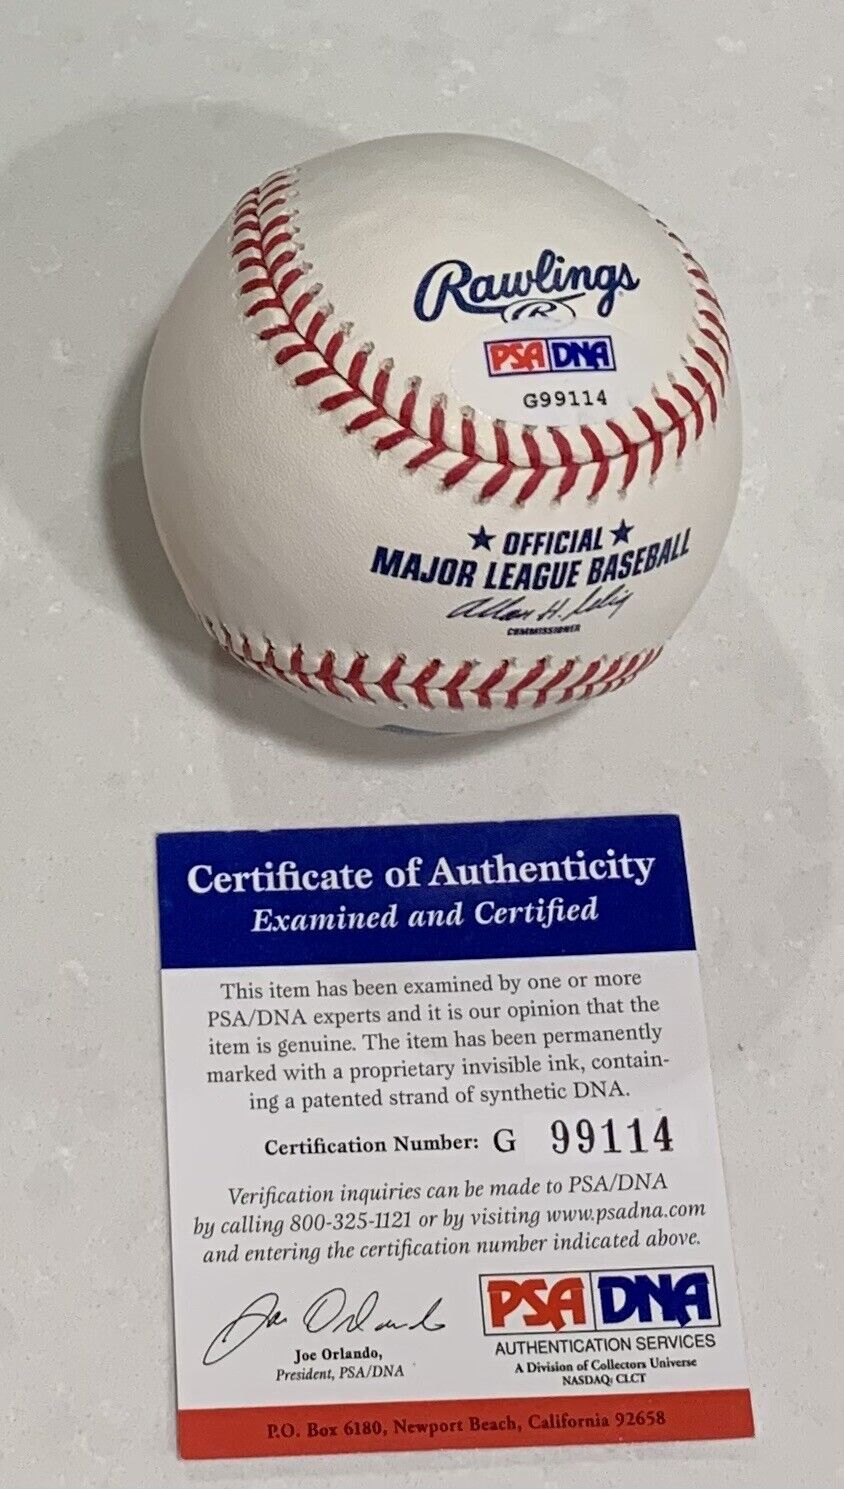 Rawlings
R
PSA DNA
G99114
★ OFFICIAL ★
MAJOR LEAGUE BASEBALL
Allan H. Selig
COMMISSIONER
Certificate of Authenticity
Examined and Certified
This item has been examined by one or more
PSA/DNA experts and it is our opinion that the
item is genuine. The item has been permanently
marked with a proprietary invisible ink, contain-
ing a patented strand of synthetic DNA.
Certification Number: G 99114
Verification inquiries can be made to PSA/DNA
by calling 800-325-1121 or by visiting www.psadna.com
and entering the certification number indicated above.
Joe Orlando
Joe Orlando,
President, PSA/DNA
PSA DNA
AUTHENTICATION SERVICES
A Division of Collectors Universe
NASDAQ: CLCT
P.O. Box 6180, Newport Beach, California 92658